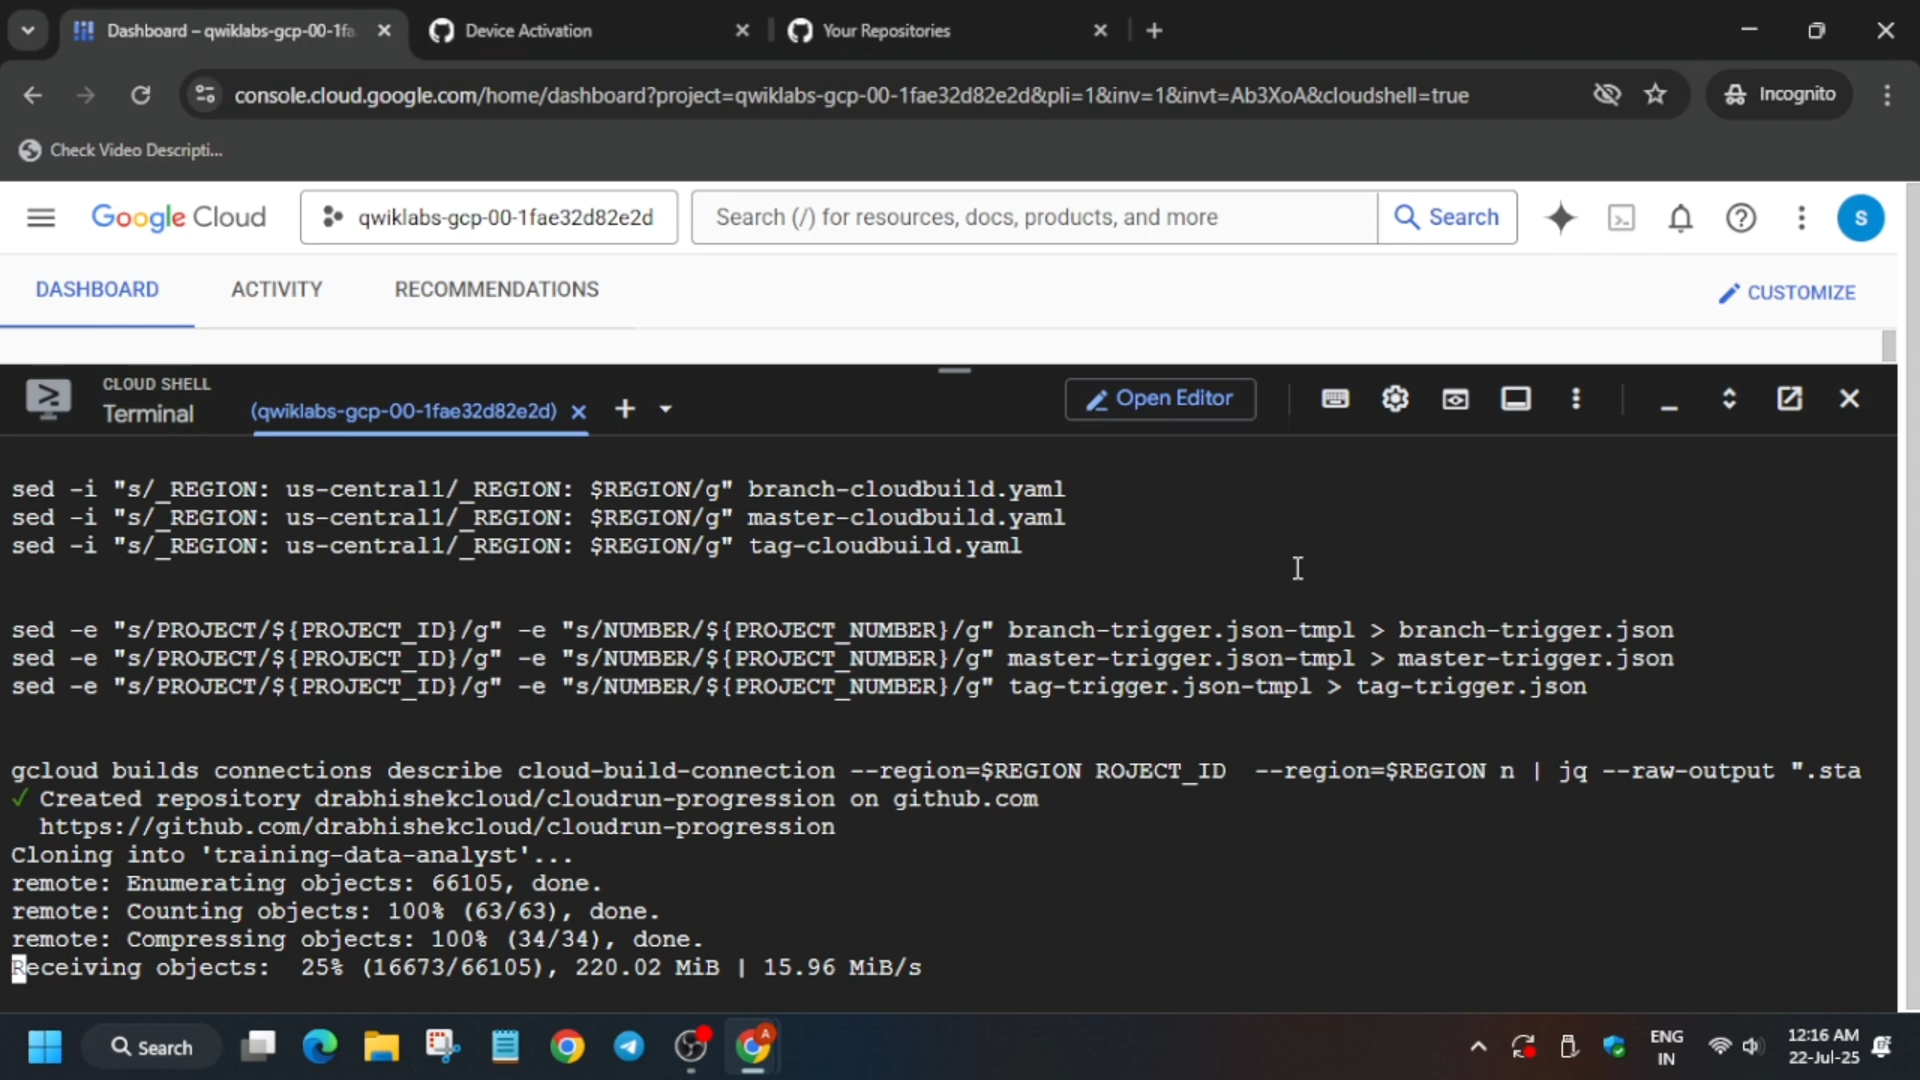 Dashboard – qwiklabs-gcp-00-1fa
Device Activation
Your Repositories
console.cloud.google.com/home/dashboard?project=qwiklabs-gcp-00-1fae32d82e2d&pli=1&inv=1&invt=Ab3XoA&cloudshell=true
Incognito
Check Video Descripti...
Google Cloud
qwiklabs-gcp-00-1fae32d82e2d
Search (/) for resources, docs, products, and more
Search
S
DASHBOARD
ACTIVITY
RECOMMENDATIONS
CUSTOMIZE
CLOUD SHELL
Terminal
(qwiklabs-gcp-00-1fae32d82e2d)
Open Editor
sed -i "s/_REGION: us-central1/_REGION: $REGION/g" branch-cloudbuild.yaml
sed -i "s/_REGION: us-central1/_REGION: $REGION/g" master-cloudbuild.yaml
sed -i "s/_REGION: us-central1/_REGION: $REGION/g" tag-cloudbuild.yaml
sed -e "s/PROJECT/${PROJECT_ID}/g" -e "s/NUMBER/${PROJECT_NUMBER}/g" branch-trigger.json-tmpl > branch-trigger.json
sed -e "s/PROJECT/${PROJECT_ID}/g" -e "s/NUMBER/${PROJECT_NUMBER}/g" master-trigger.json-tmpl > master-trigger.json
sed -e "s/PROJECT/${PROJECT_ID}/g" -e "s/NUMBER/${PROJECT_NUMBER}/g" tag-trigger.json-tmpl > tag-trigger.json
gcloud builds connections describe cloud-build-connection --region=$REGION ROJECT_ID  --region=$REGION n | jq --raw-output ".sta
✓ Created repository drabhishekcloud/cloudrun-progression on github.com
https://github.com/drabhishekcloud/cloudrun-progression
Cloning into 'training-data-analyst'...
remote: Enumerating objects: 66105, done.
remote: Counting objects: 100% (63/63), done.
remote: Compressing objects: 100% (34/34), done.
Receiving objects:  25% (16673/66105), 220.02 MiB | 15.96 MiB/s
Search
A
ENG
IN
12:16 AM
22-Jul-25